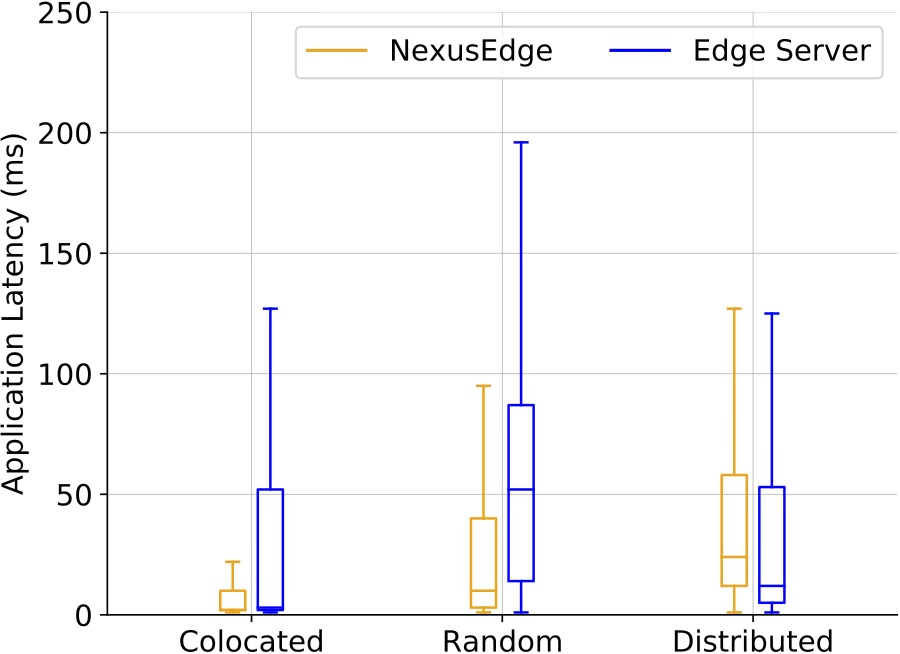 250
200
150
100
50
0
Application Latency (ms)
NexusEdge Edge Server
Colocated Random Distributed